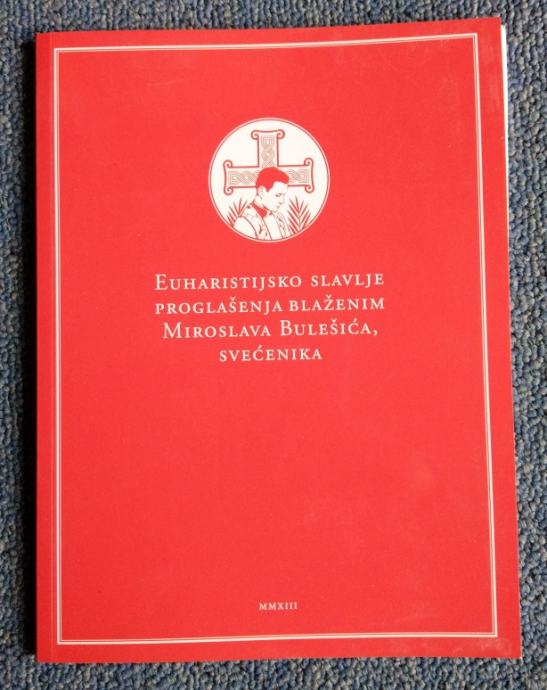 Euharistijsko slavlje
proglašenja blaženim
Miroslava Bulešića,
svećenika
MMXIII